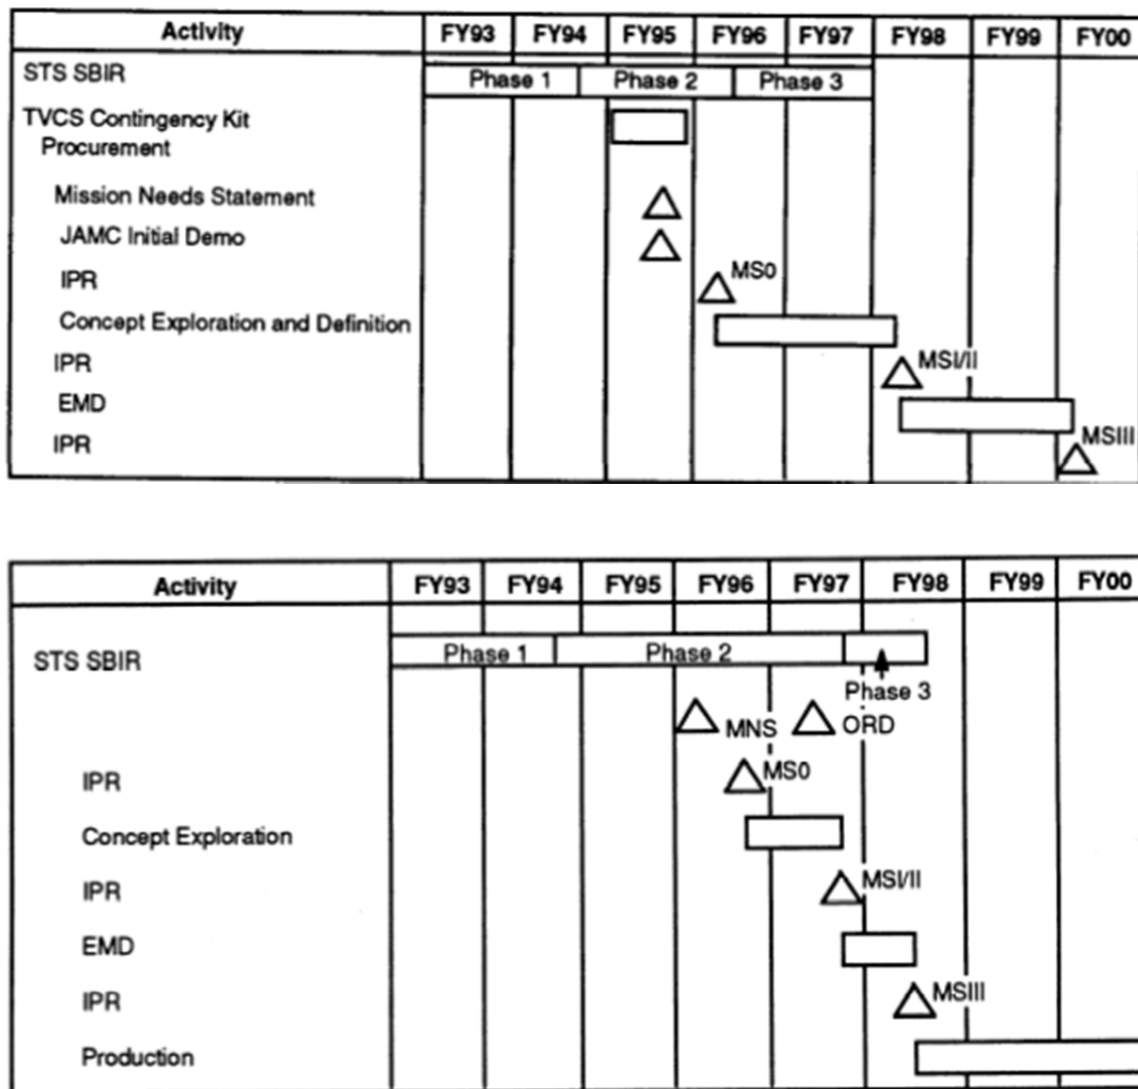 Activity FY93 FY94 FY95 FY96 FY97 FY98 FY99 FY00
STS SBIR Phase 1 Phase 2 Phase 3
TVCS Contingency Kit
Procurement
Mission Needs Statement
JAMC Initial Demo
IPR MS0
Concept Exploration and Definition
IPR MSI/II
EMD
IPR MSIII
Activity FY93 FY94 FY95 FY96 FY97 FY98 FY99 FY00
STS SBIR Phase 1 Phase 2
Phase 3
MNS ORD
IPR MS0
Concept Exploration
IPR MSI/II
EMD
IPR MSIII
Production